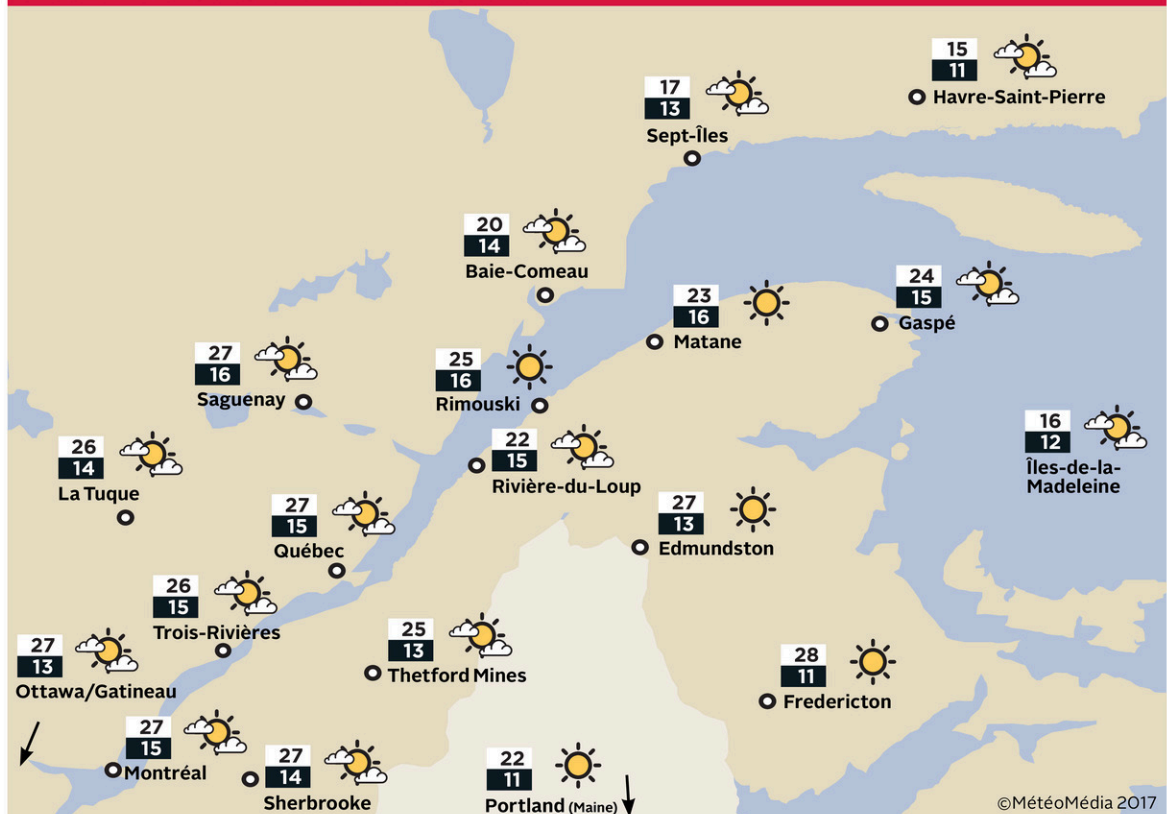 15
11
Havre-Saint-Pierre
17
13
Sept-Îles
20
14
Baie-Comeau
24
15
Gaspé
23
16
Matane
27
16
Saguenay
25
16
Rimouski
16
12
Îles-de-la-
Madeleine
26
14
La Tuque
22
15
Rivière-du-Loup
27
15
Québec
27
13
Edmundston
26
15
Trois-Rivières
25
13
Thetford Mines
27
13
Ottawa/Gatineau
28
11
Fredericton
27
15
Montréal
27
14
Sherbrooke
22
11
Portland (Maine)
©MétéoMédia 2017